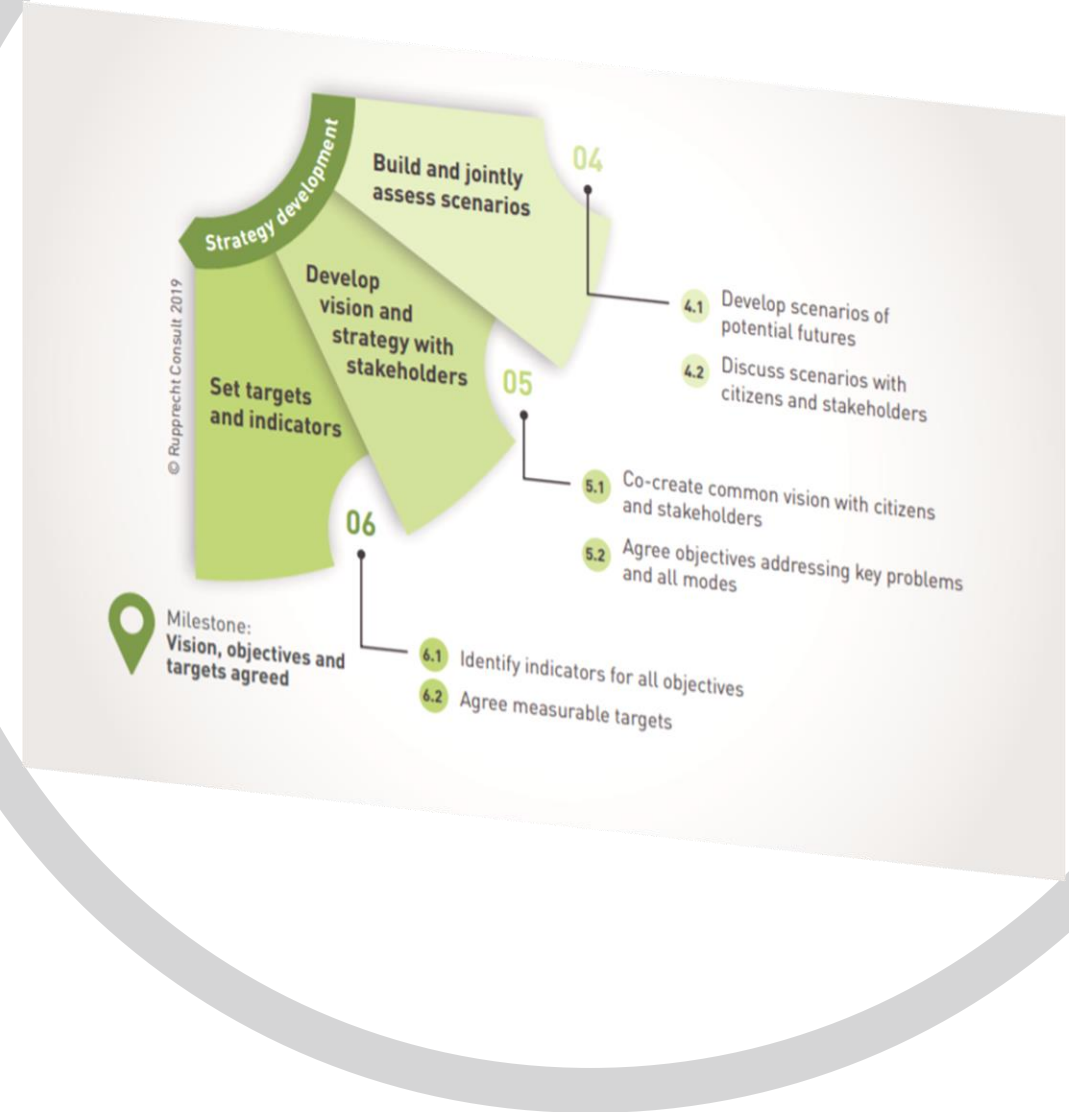 Strategy development
Build and jointly
assess scenarios
04
4.1 Develop scenarios of
potential futures
4.2 Discuss scenarios with
citizens and stakeholders
Develop
vision and
strategy with
stakeholders
05
5.1 Co-create common vision with citizens
and stakeholders
5.2 Agree objectives addressing key problems
and all modes
Set targets
and indicators
06
6.1 Identify indicators for all objectives
6.2 Agree measurable targets
Milestone:
Vision, objectives and
targets agreed
© Rupprecht Consult 2019